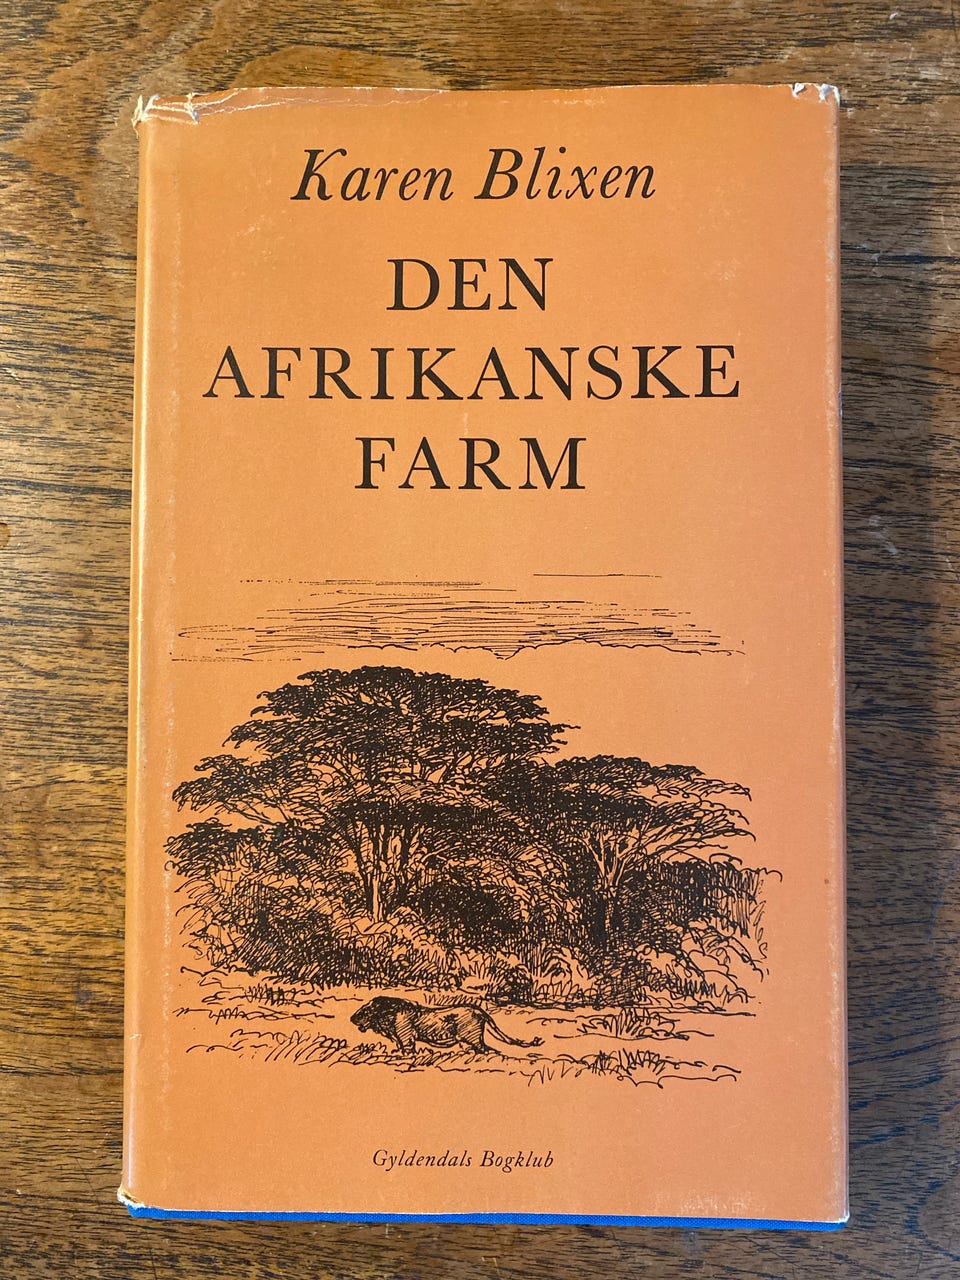 Karen Blixen
DEN
AFRIKANSKE
FARM
Gyldendals Bogklub